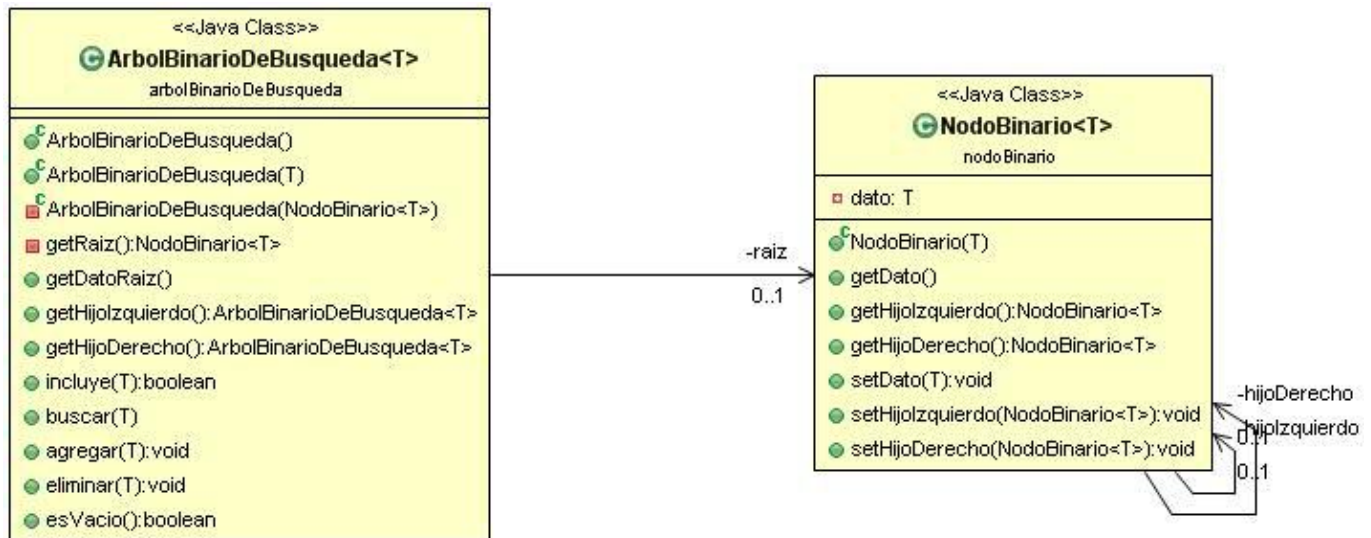 <<Java Class>>
ArbolBinarioDeBusqueda<T>
arbolBinarioDeBusqueda
ArbolBinarioDeBusqueda()
ArbolBinarioDeBusqueda(T)
ArbolBinarioDeBusqueda(NodoBinario<T>)
getRaiz():NodoBinario<T>
getDatoRaiz()
getHijoIzquierdo():ArbolBinarioDeBusqueda<T>
getHijoDerecho():ArbolBinarioDeBusqueda<T>
incluye(T):boolean
buscar(T)
agregar(T):void
eliminar(T):void
esVacio():boolean
-raiz
0..1
<<Java Class>>
NodoBinario<T>
nodoBinario
dato: T
NodoBinario(T)
getDato()
getHijoIzquierdo():NodoBinario<T>
getHijoDerecho():NodoBinario<T>
setDato(T):void
setHijoIzquierdo(NodoBinario<T>):void
setHijoDerecho(NodoBinario<T>):void
-hijoDerecho
-hijoIzquierdo
0..1
0..1